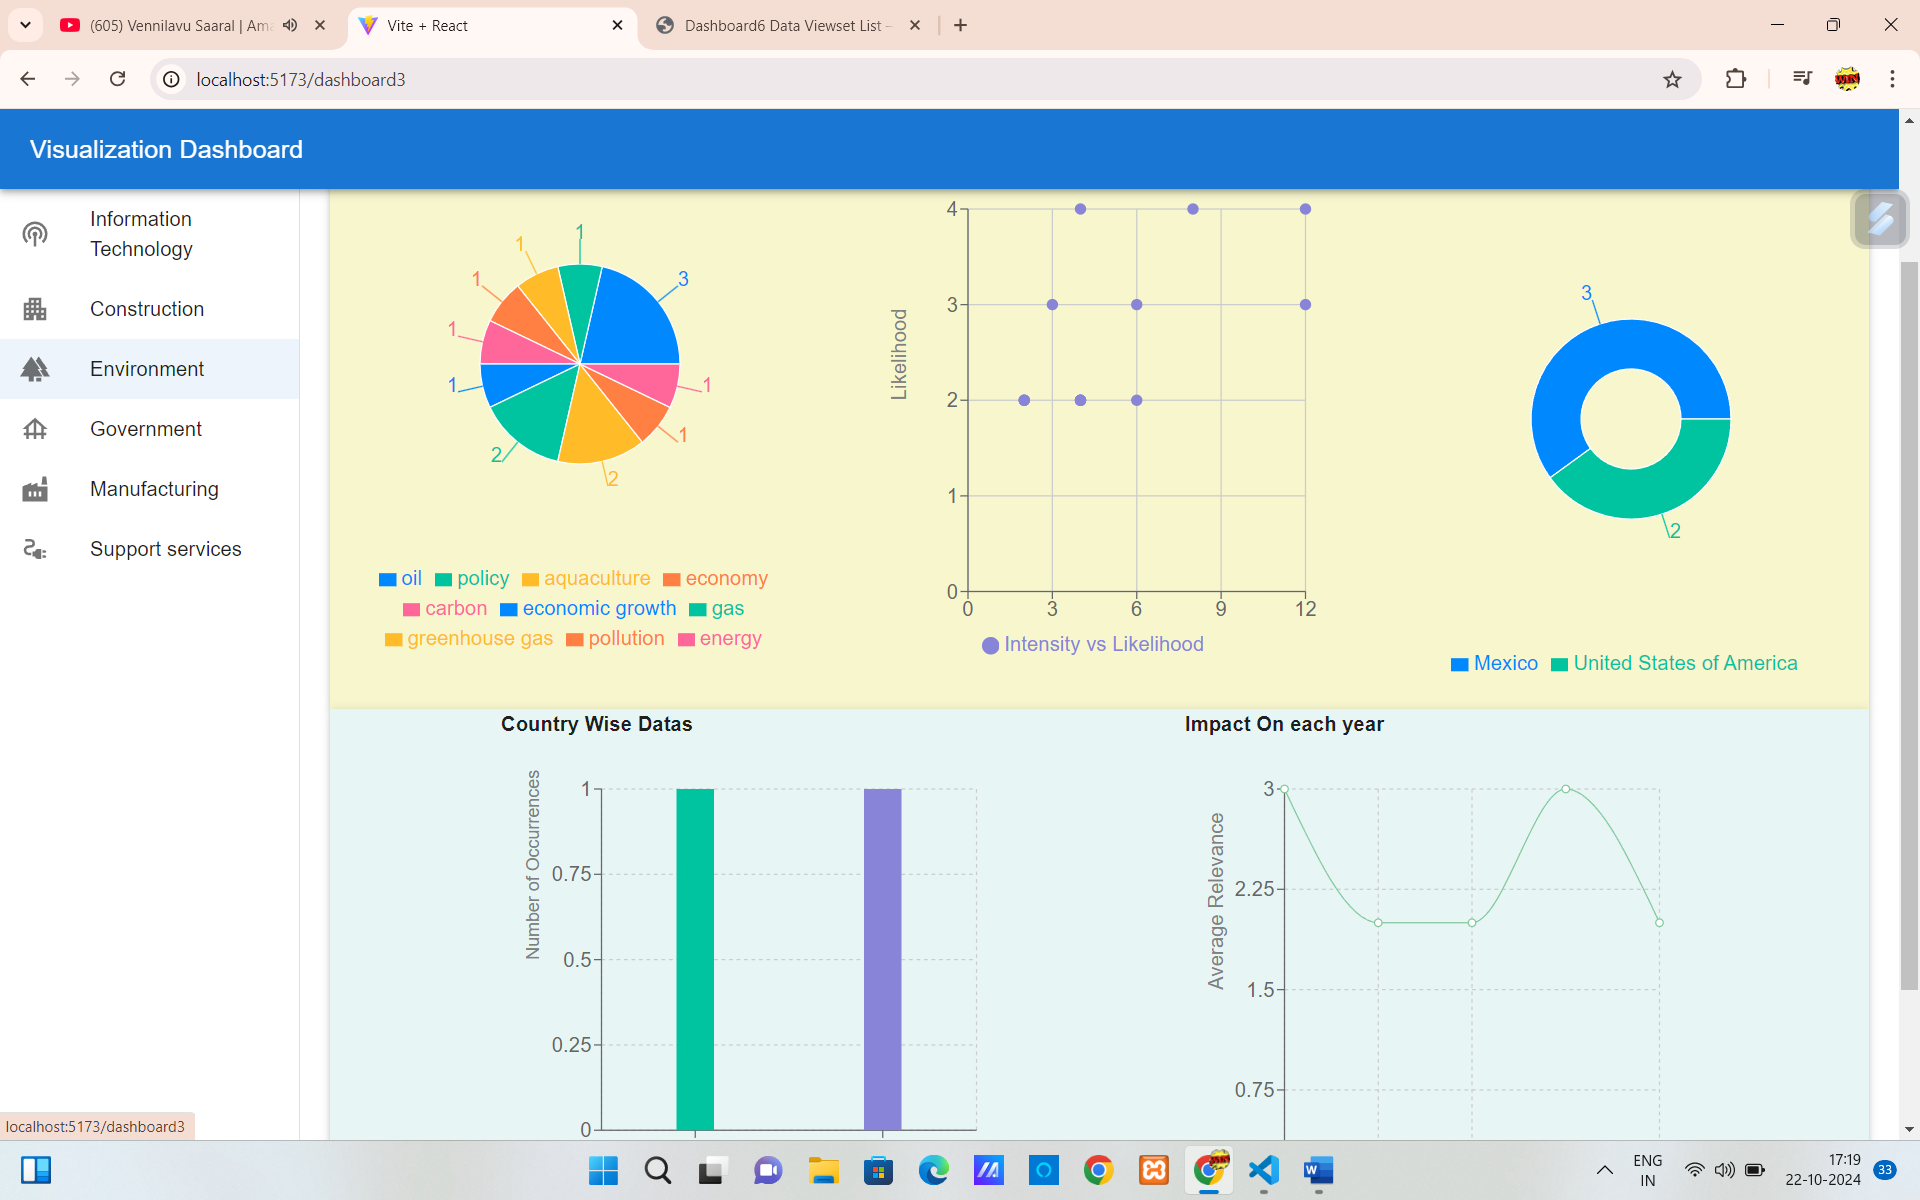 (605) Vennilavu Saaral | Ama
Vite + React
Dashboard6 Data Viewset List –
localhost:5173/dashboard3
Visualization Dashboard
Information
Technology
Construction
Environment
Government
Manufacturing
Support services
1
1
1
1
1
2
2
1
1
3
oil policy aquaculture economy
carbon economic growth gas
greenhouse gas pollution energy
Likelihood
4
3
2
1
0
0 3 6 9 12
Intensity vs Likelihood
3
2
Mexico United States of America
Country Wise Datas
Number of Occurrences
1
0.75
0.5
0.25
0
Impact On each year
Average Relevance
3
2.25
1.5
0.75
localhost:5173/dashboard3
ENG
IN
17:19
22-10-2024
33